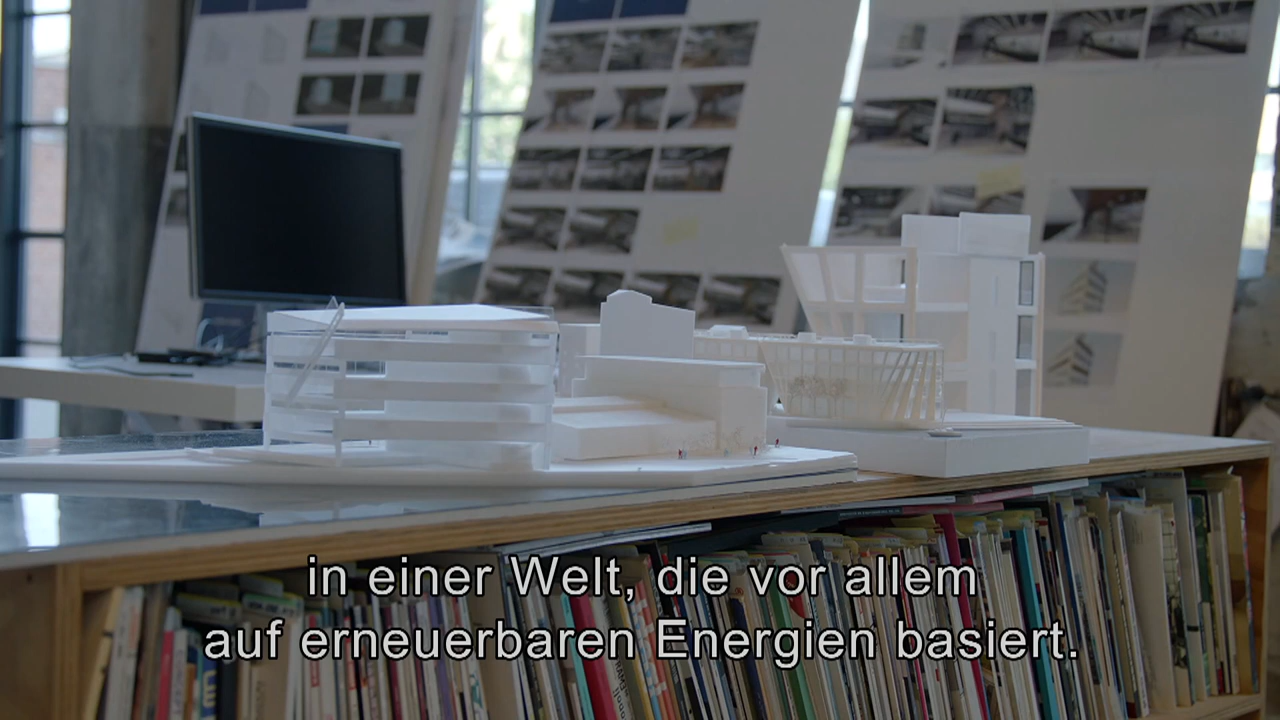 in einer Welt, die vor allem
auf erneuerbaren Energien basiert.